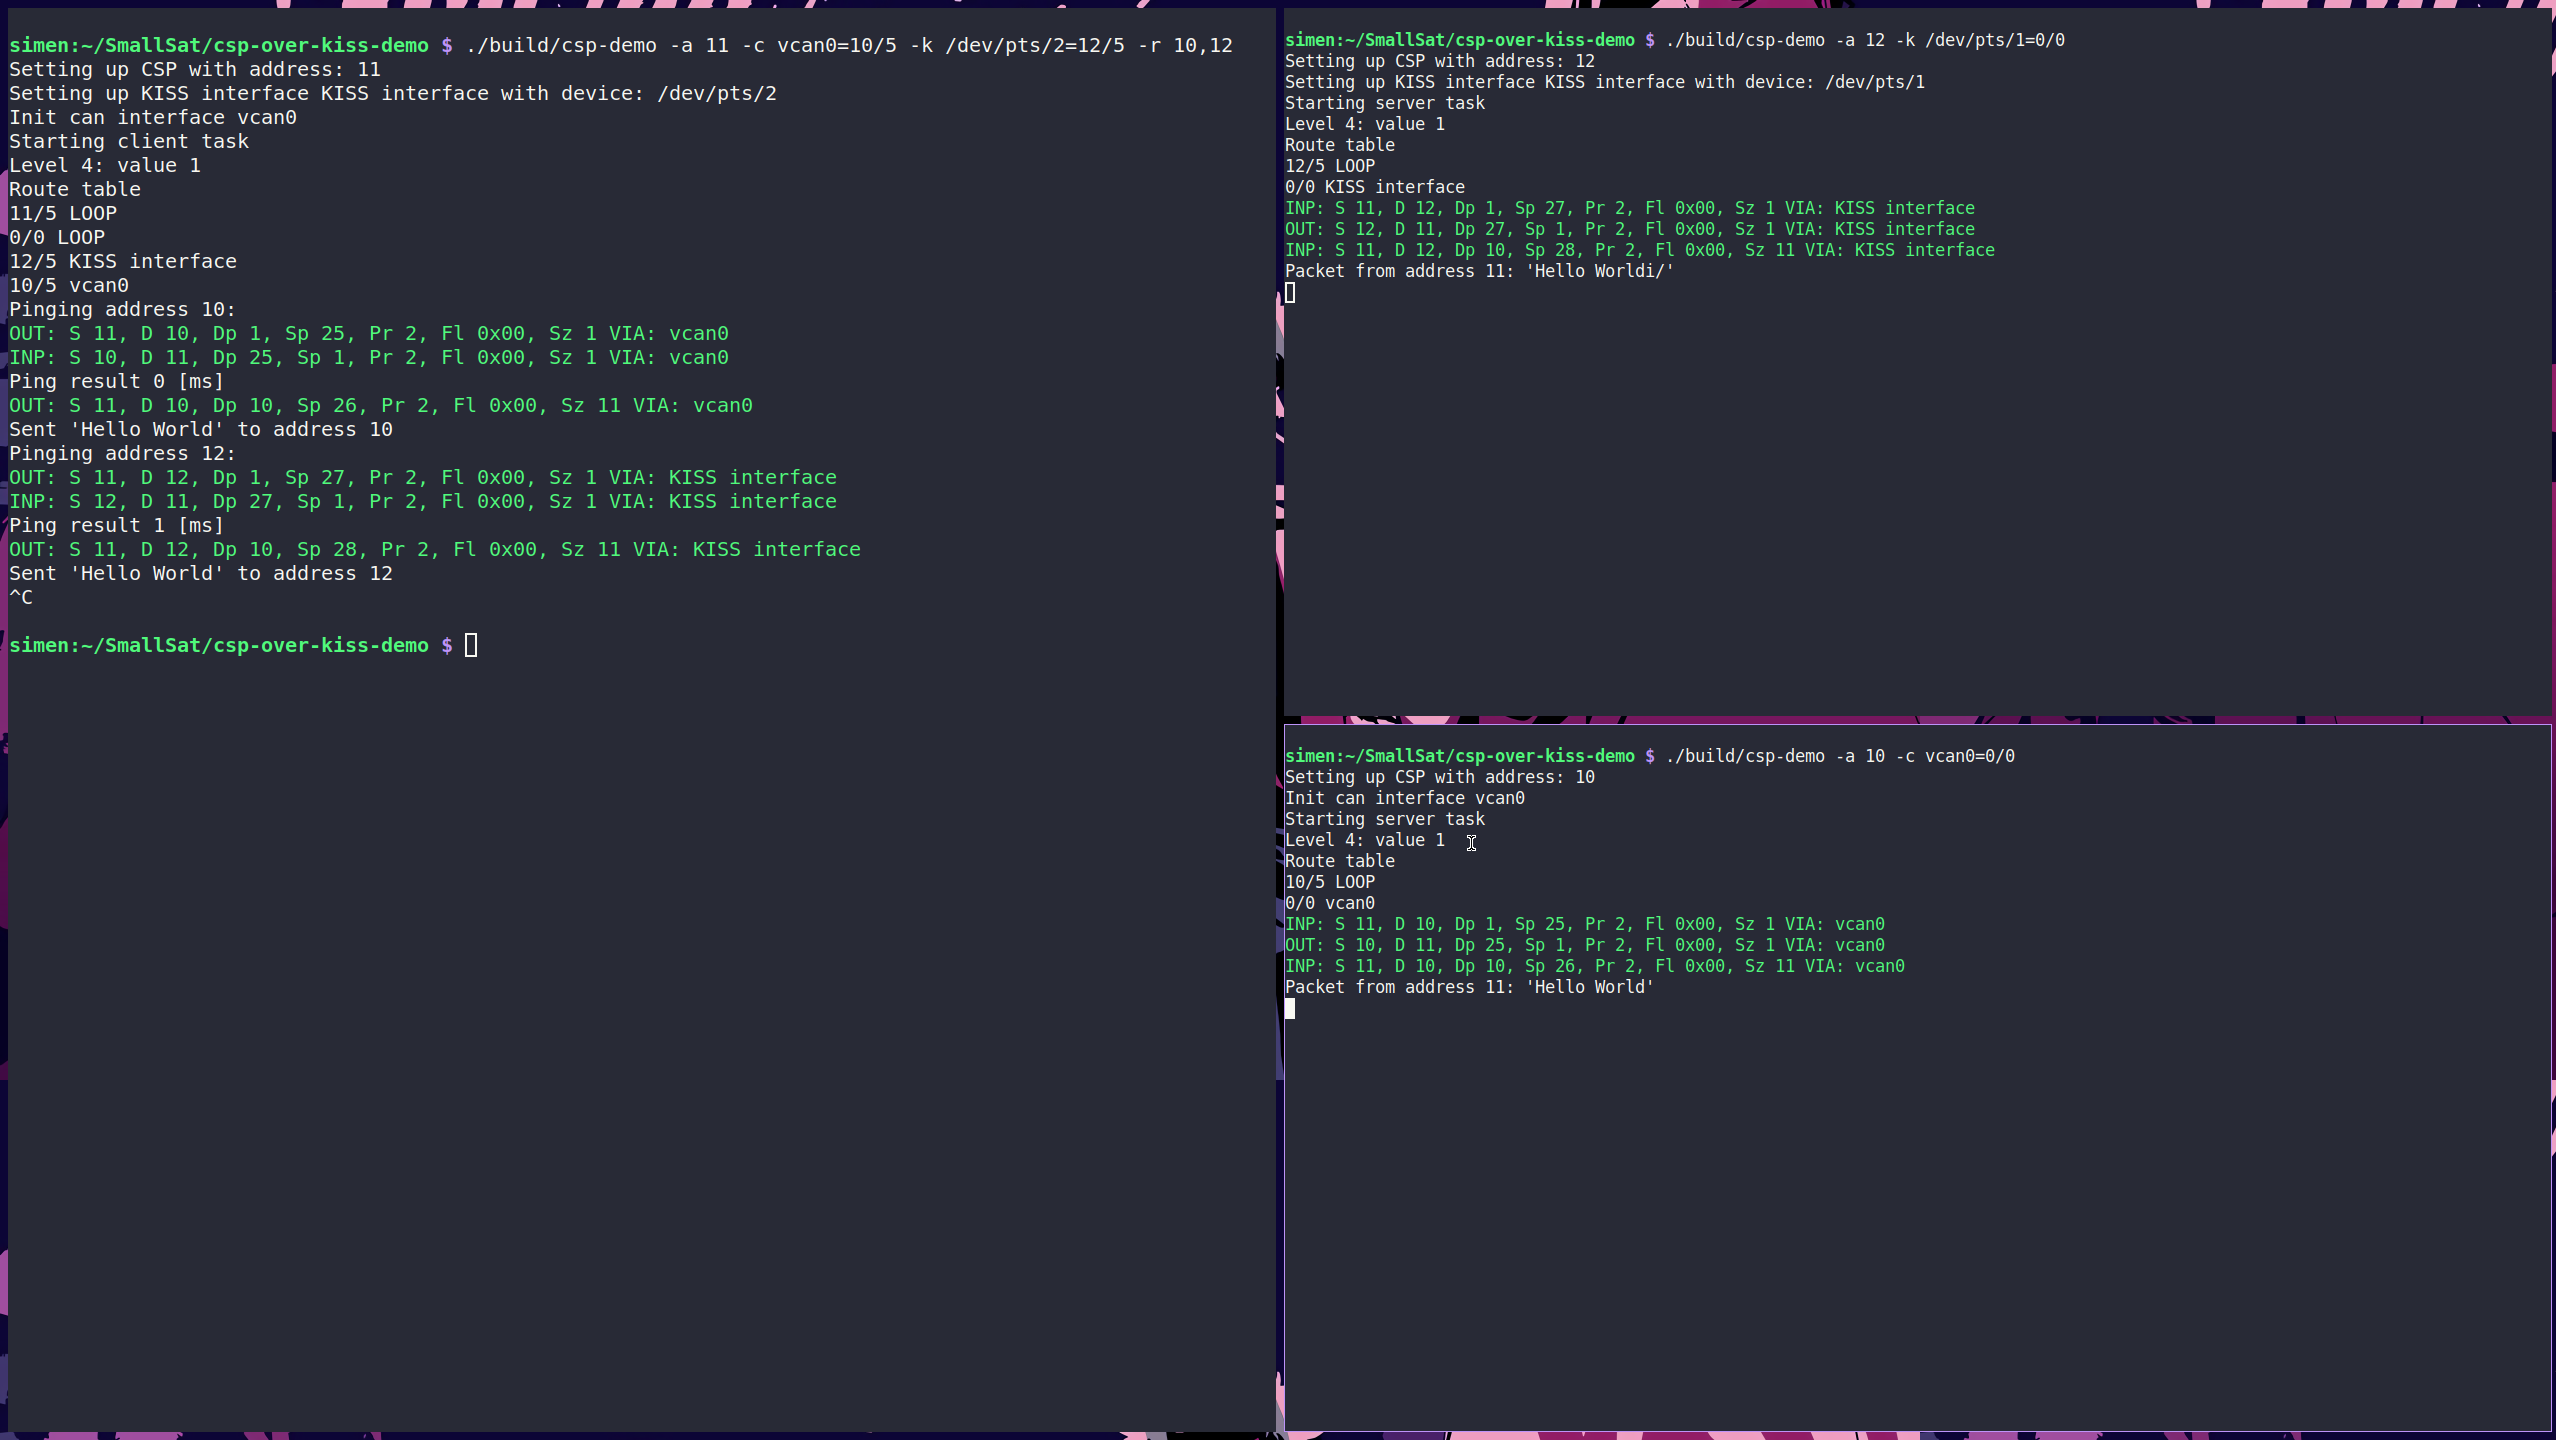 simen:~/SmallSat/csp-over-kiss-demo $ ./build/csp-demo -a 11 -c vcan0=10/5 -k /dev/pts/2=12/5 -r 10,12
Setting up CSP with address: 11
Setting up KISS interface KISS interface with device: /dev/pts/2
Init can interface vcan0
Starting client task
Level 4: value 1
Route table
11/5 LOOP
0/0 LOOP
12/5 KISS interface
10/5 vcan0
Pinging address 10:
OUT: S 11, D 10, Dp 1, Sp 25, Pr 2, Fl 0x00, Sz 1 VIA: vcan0
INP: S 10, D 11, Dp 25, Sp 1, Pr 2, Fl 0x00, Sz 1 VIA: vcan0
Ping result 0 [ms]
OUT: S 11, D 10, Dp 10, Sp 26, Pr 2, Fl 0x00, Sz 11 VIA: vcan0
Sent 'Hello World' to address 10
Pinging address 12:
OUT: S 11, D 12, Dp 1, Sp 27, Pr 2, Fl 0x00, Sz 1 VIA: KISS interface
INP: S 12, D 11, Dp 27, Sp 1, Pr 2, Fl 0x00, Sz 1 VIA: KISS interface
Ping result 1 [ms]
OUT: S 11, D 12, Dp 10, Sp 28, Pr 2, Fl 0x00, Sz 11 VIA: KISS interface
Sent 'Hello World' to address 12
^C
simen:~/SmallSat/csp-over-kiss-demo $
simen:~/SmallSat/csp-over-kiss-demo $ ./build/csp-demo -a 12 -k /dev/pts/1=0/0
Setting up CSP with address: 12
Setting up KISS interface KISS interface with device: /dev/pts/1
Starting server task
Level 4: value 1
Route table
12/5 LOOP
0/0 KISS interface
INP: S 11, D 12, Dp 1, Sp 27, Pr 2, Fl 0x00, Sz 1 VIA: KISS interface
OUT: S 12, D 11, Dp 27, Sp 1, Pr 2, Fl 0x00, Sz 1 VIA: KISS interface
INP: S 11, D 12, Dp 10, Sp 28, Pr 2, Fl 0x00, Sz 11 VIA: KISS interface
Packet from address 11: 'Hello Worldi/'
simen:~/SmallSat/csp-over-kiss-demo $ ./build/csp-demo -a 10 -c vcan0=0/0
Setting up CSP with address: 10
Init can interface vcan0
Starting server task
Level 4: value 1
Route table
10/5 LOOP
0/0 vcan0
INP: S 11, D 10, Dp 1, Sp 25, Pr 2, Fl 0x00, Sz 1 VIA: vcan0
OUT: S 10, D 11, Dp 25, Sp 1, Pr 2, Fl 0x00, Sz 1 VIA: vcan0
INP: S 11, D 10, Dp 10, Sp 26, Pr 2, Fl 0x00, Sz 11 VIA: vcan0
Packet from address 11: 'Hello World'